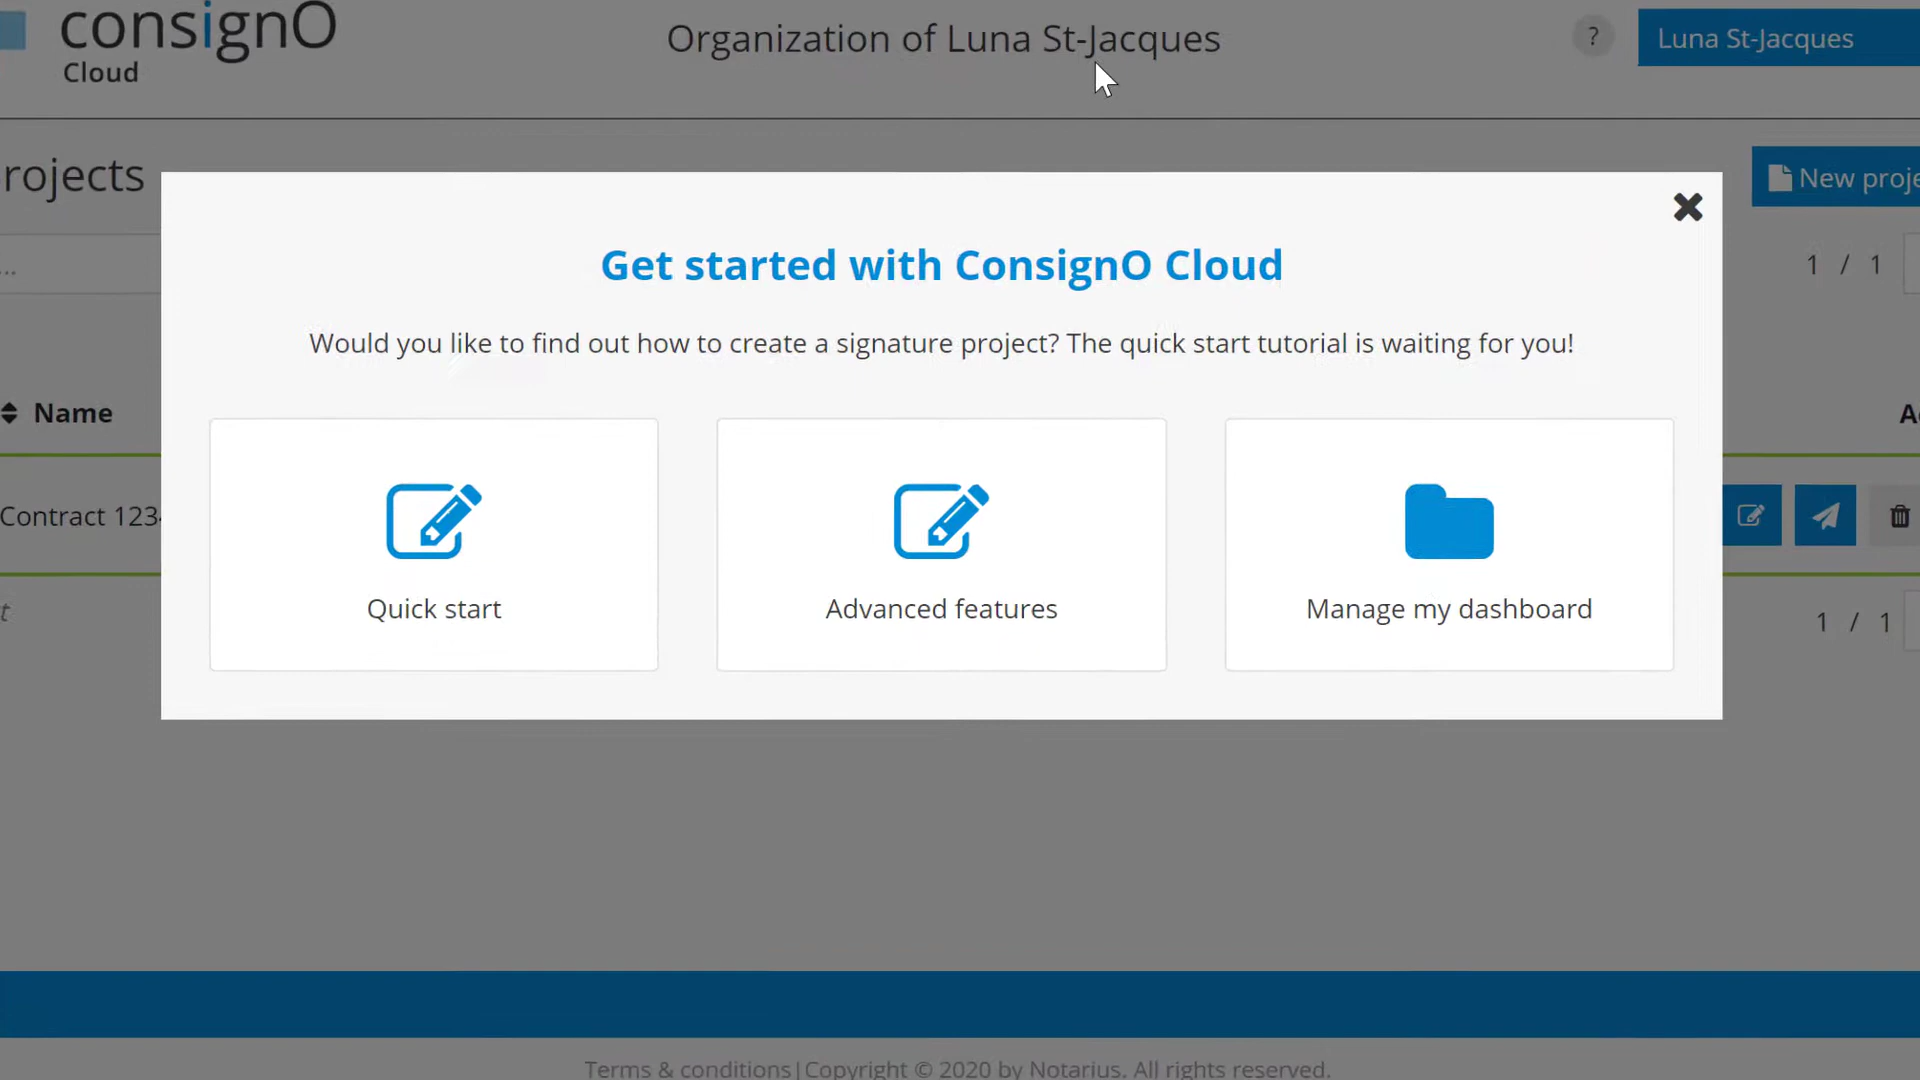 consignO
Cloud
Organization of Luna St-Jacques
?
Luna St-Jacques
rojects
New proje
...
1 / 1
Get started with ConsignO Cloud
Would you like to find out how to create a signature project? The quick start tutorial is waiting for you!
Name
Contract 123
Quick start
Advanced features
Manage my dashboard
1 / 1
Terms & conditions|Copyright © 2020 by Notarius. All rights reserved.